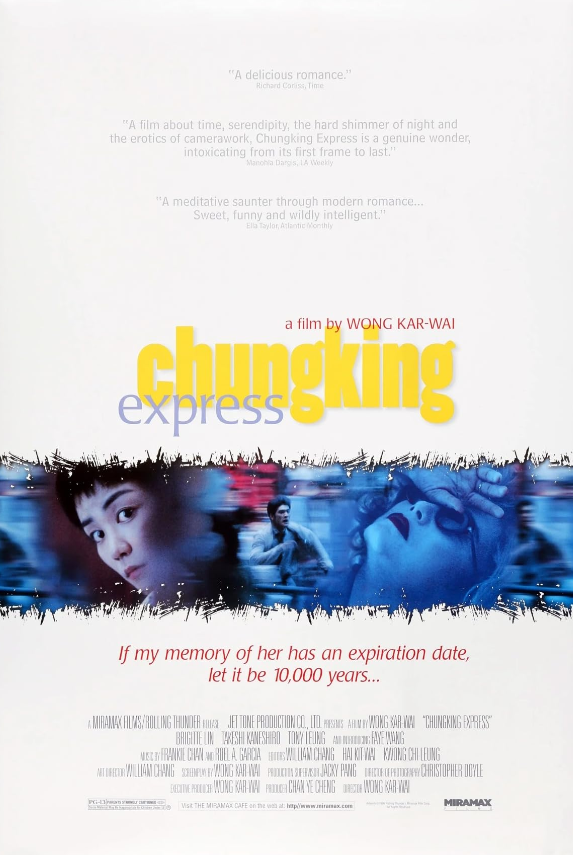 "A delicious romance."
Richard Corliss, Time
"A film about time, serendipity, the hard shimmer of night and
the erotics of camerawork, Chungking Express is a genuine wonder,
intoxicating from its first frame to last."
Manohla Dargis, LA Weekly
"A meditative saunter through modern romance...
Sweet, funny and wildly intelligent."
Ella Taylor, Atlantic Monthly
a film by WONG KAR-WAI
chungking
express
If my memory of her has an expiration date,
let it be 10,000 years...
A MIRAMAX FILMS/ROLLING THUNDER RELEASE JET TONE PRODUCTION CO., LTD. PRESENTS A FILM BY WONG KAR-WAI "CHUNGKING EXPRESS"
BRIGITTE LIN TAKESHI KANESHIRO TONY LEUNG AND INTRODUCING FAYE WANG
MUSIC BY FRANKIE CHAN AND ROEL A. GARCIA EDITORS WILLIAM CHANG HAI KIT WAI KWONG CHI LEUNG
ART DIRECTOR WILLIAM CHANG SCREENPLAY BY WONG KAR-WAI PRODUCTION SUPERVISOR JACKY PANG DIRECTOR OF PHOTOGRAPHY CHRISTOPHER DOYLE
EXECUTIVE PRODUCER WONG KAR-WAI PRODUCER CHAN YE CHENG DIRECTOR WONG KAR-WAI
PG-13 PARENTS STRONGLY CAUTIONED
Visit THE MIRAMAX CAFE on the web at: http://www.miramax.com
MIRAMAX